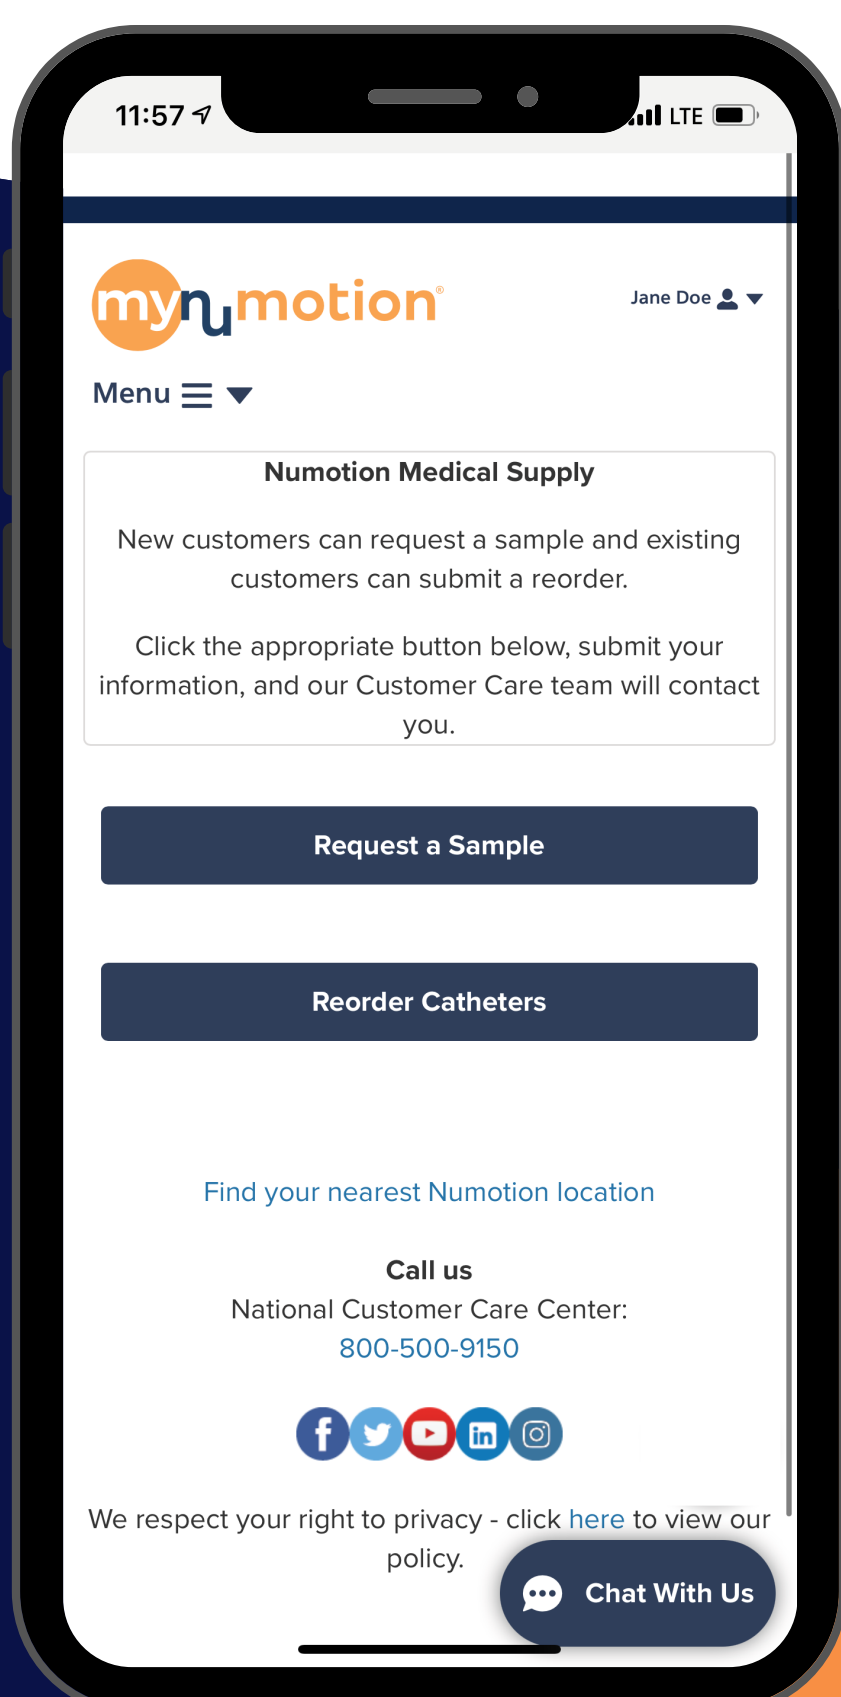 11:57
LTE
mynumotion®
Jane Doe
Menu
Numotion Medical Supply
New customers can request a sample and existing
customers can submit a reorder.
Click the appropriate button below, submit your
information, and our Customer Care team will contact
you.
Request a Sample
Reorder Catheters
Find your nearest Numotion location
Call us
National Customer Care Center:
800-500-9150
We respect your right to privacy - click here to view our
policy.
Chat With Us